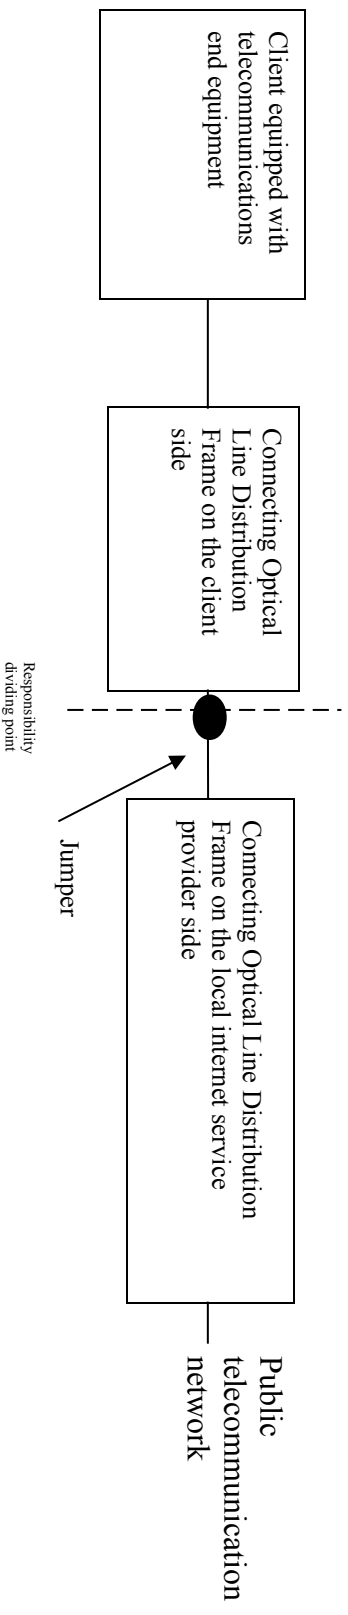 Client equipped with
telecommunications
end equipment
Connecting Optical
Line Distribution
Frame on the client
side
Responsibility
dividing point
Jumper
Connecting Optical Line Distribution
Frame on the local internet service
provider side
Public
telecommunication
network